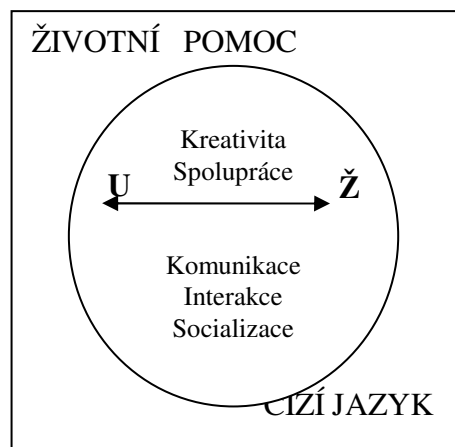 ŽIVOTNÍ POMOC
Kreativita
Spolupráce
U Ž
Komunikace
Interakce
Socializace
CIZÍ JAZYK